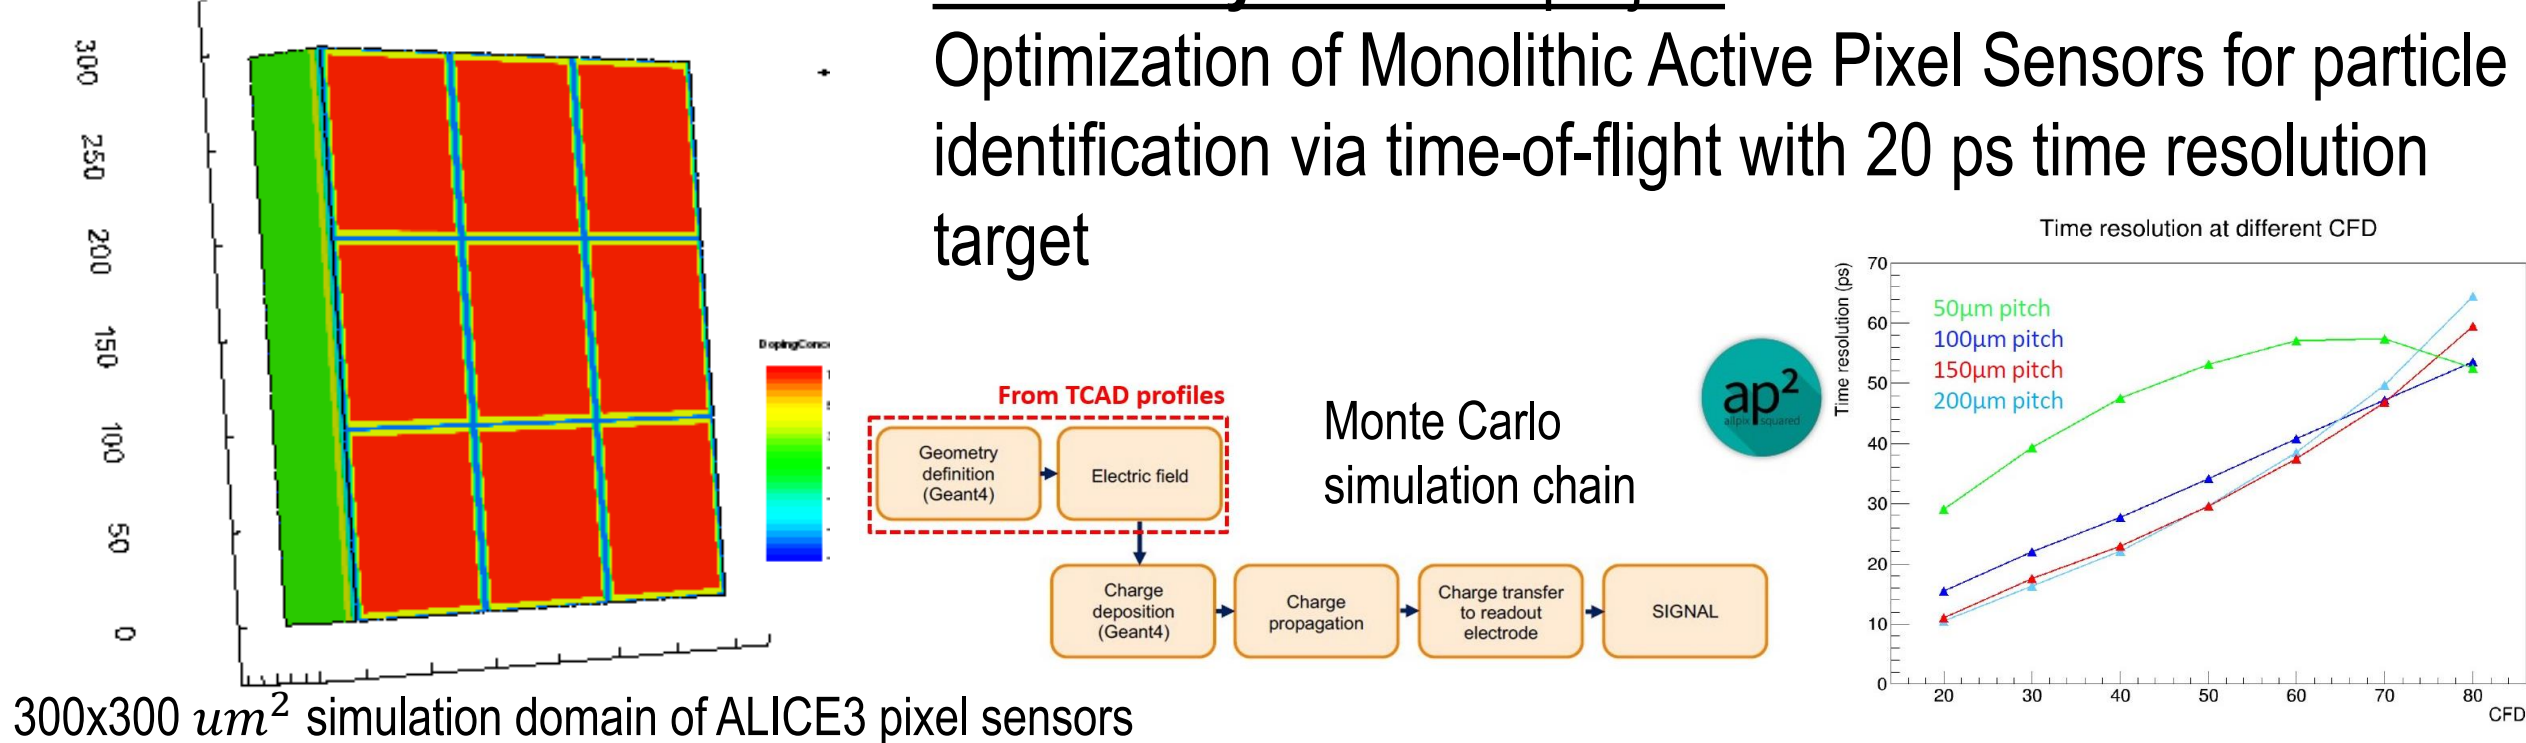 Optimization of Monolithic Active Pixel Sensors for particle
identification via time-of-flight with 20 ps time resolution
target
300
250
200
150
100
50
0
From TCAD profiles
Geometry
definition
(Geant4)
Electric field
Monte Carlo
simulation chain
ap²
allpix squared
Charge
deposition
(Geant4)
Charge
propagation
Charge transfer
to readout
electrode
SIGNAL
Time resolution at different CFD
Time resolution (ps)
70
60
50
40
30
20
10
0
50μm pitch
100μm pitch
150μm pitch
200μm pitch
20 30 40 50 60 70 80
CFD
300x300 um² simulation domain of ALICE3 pixel sensors